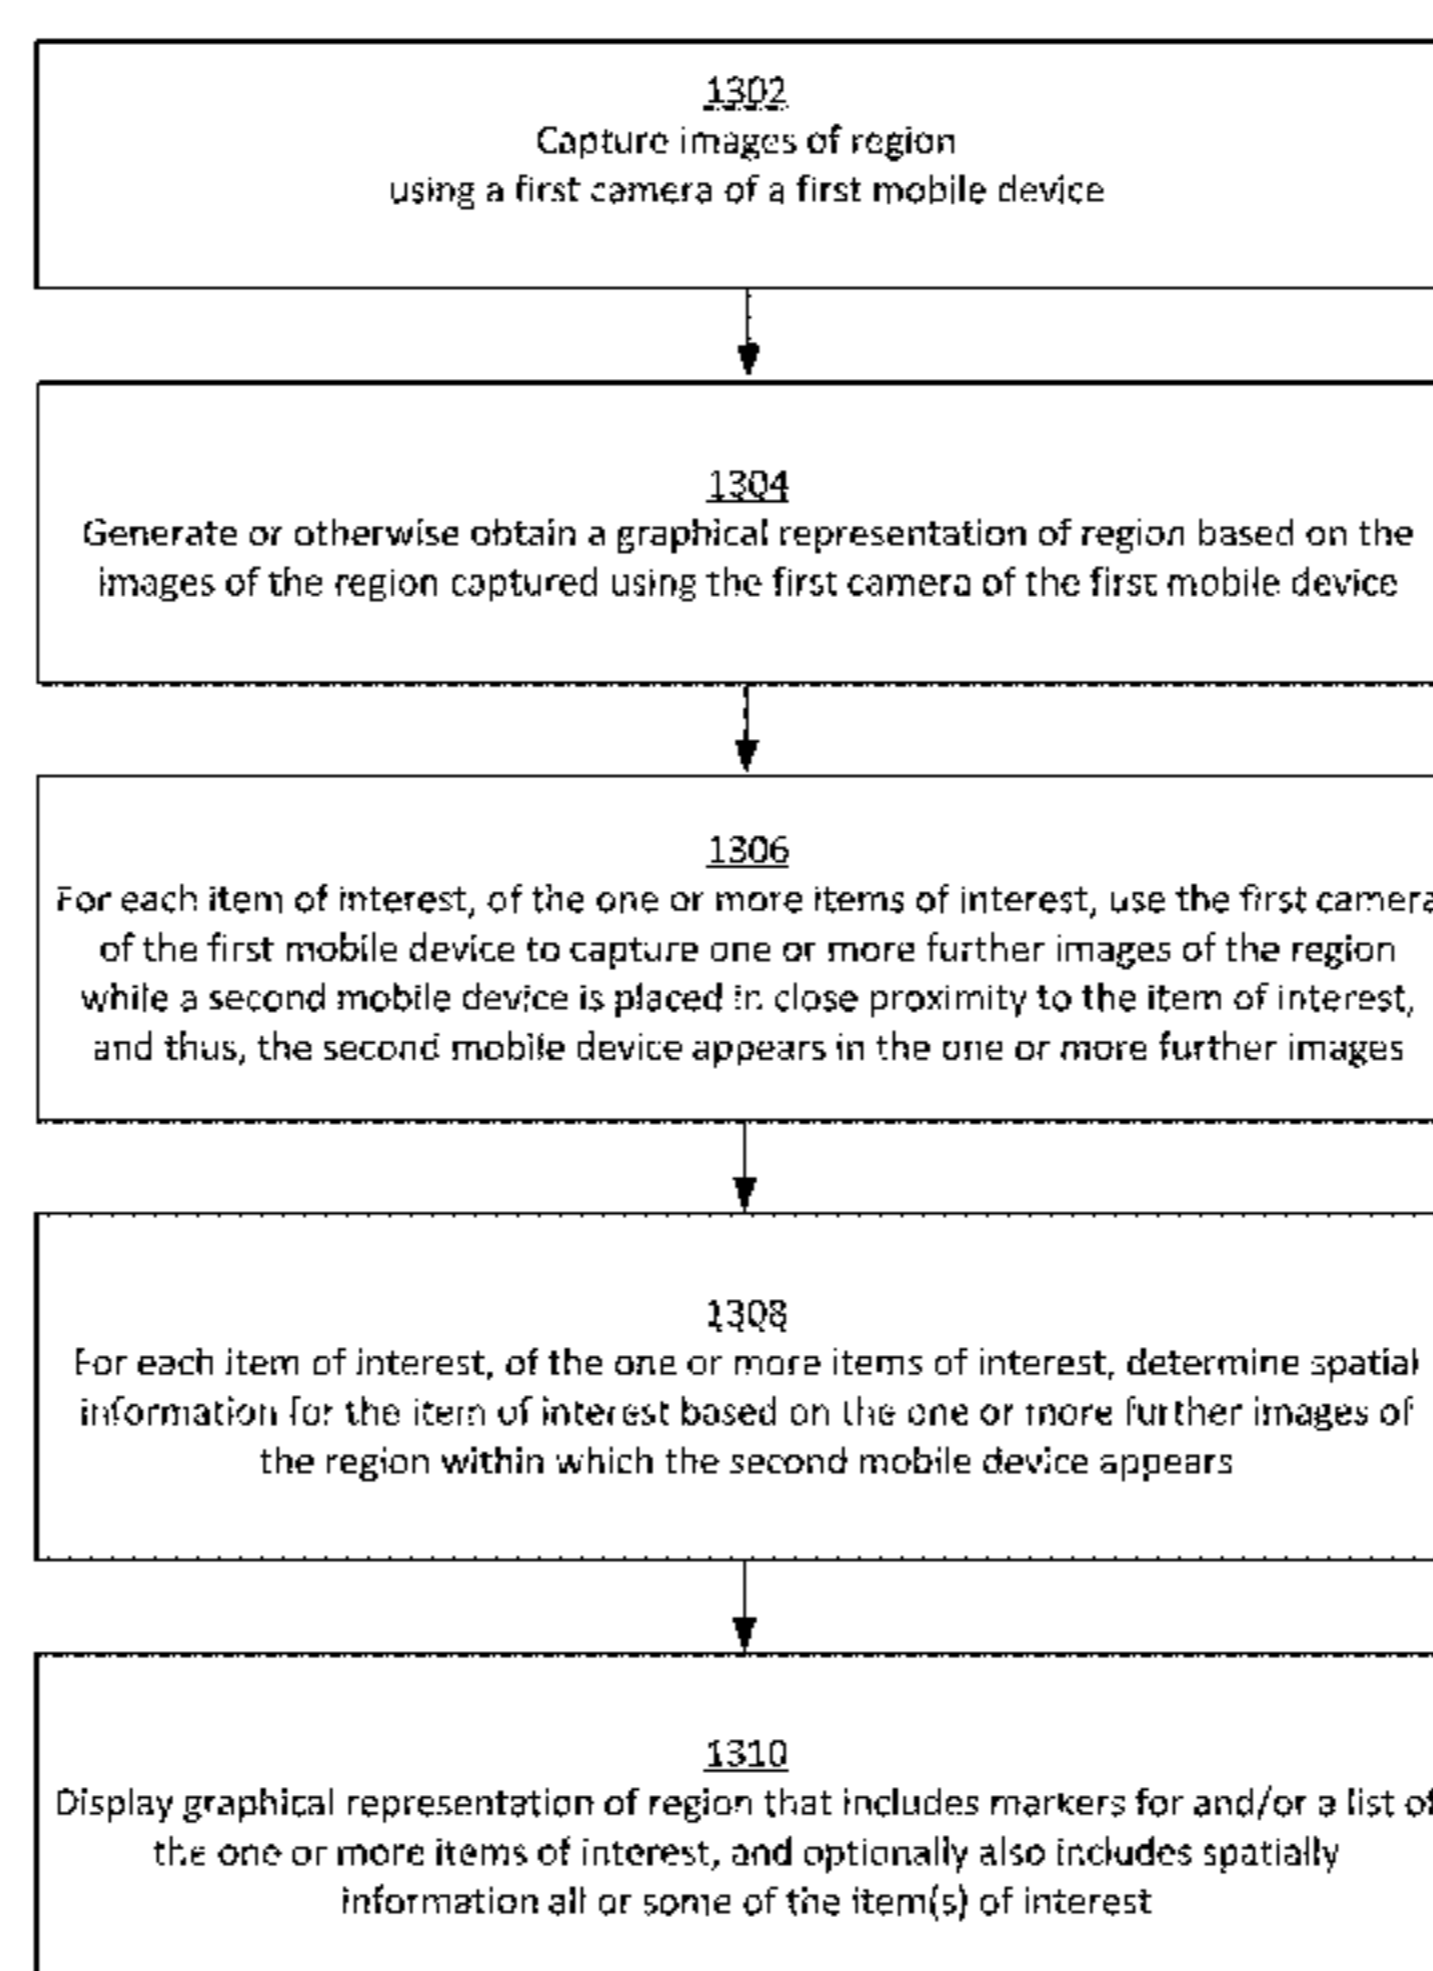 1302
Capture images of region
using a first camera of a first mobile device
1304
Generate or otherwise obtain a graphical representation of region based on the
images of the region captured using the first camera of the first mobile device
1306
For each item of interest, of the one or more items of interest, use the first camera
of the first mobile device to capture one or more further images of the region
while a second mobile device is placed in close proximity to the item of interest,
and thus, the second mobile device appears in the one or more further images
1308
For each item of interest, of the one or more items of interest, determine spatial
information for the item of interest based on the one or more further images of
the region within which the second mobile device appears
1310
Display graphical representation of region that includes markers for and/or a list of
the one or more items of interest, and optionally also includes spatially
information all or some of the item(s) of interest